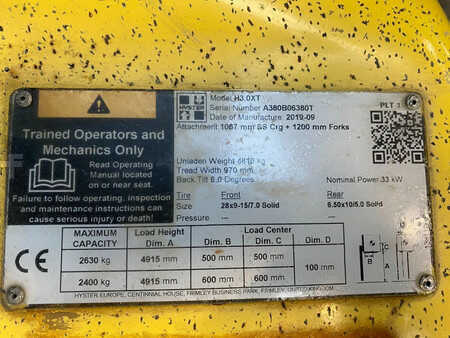 Trained Operators and
Mechanics Only
Read Operating
Manual located
on or near seat.
Failure to follow operating, inspection
and maintenance instructions can
cause serious injury or death!
HYSTER
Model H3.0XT
Serial Number A380B06380T
Date of Manufacture 2019-09
PLT 1
Attachment 1067 mm SS Crg + 1200 mm Forks
Unladen Weight kg
Tread Width 970 mm
Back Tilt 6.0 Degrees
Nominal Power 33 kW
Tire Front Rear
Size 28x9-15/7.0 Solid 6.50x10/5.0 Solid
Pressure --- ---
MAXIMUM CAPACITY Load Height Dim. A Load Center Dim. B Dim. C Dim. D
2630 kg 4915 mm 500 mm 500 mm 100 mm
2400 kg 4915 mm 600 mm 600 mm
B
D
C
A
CE
HYSTER EUROPE, CENTENNIAL HOUSE, FRIMLEY BUSINESS PARK, FRIMLEY, UNITED KINGDOM